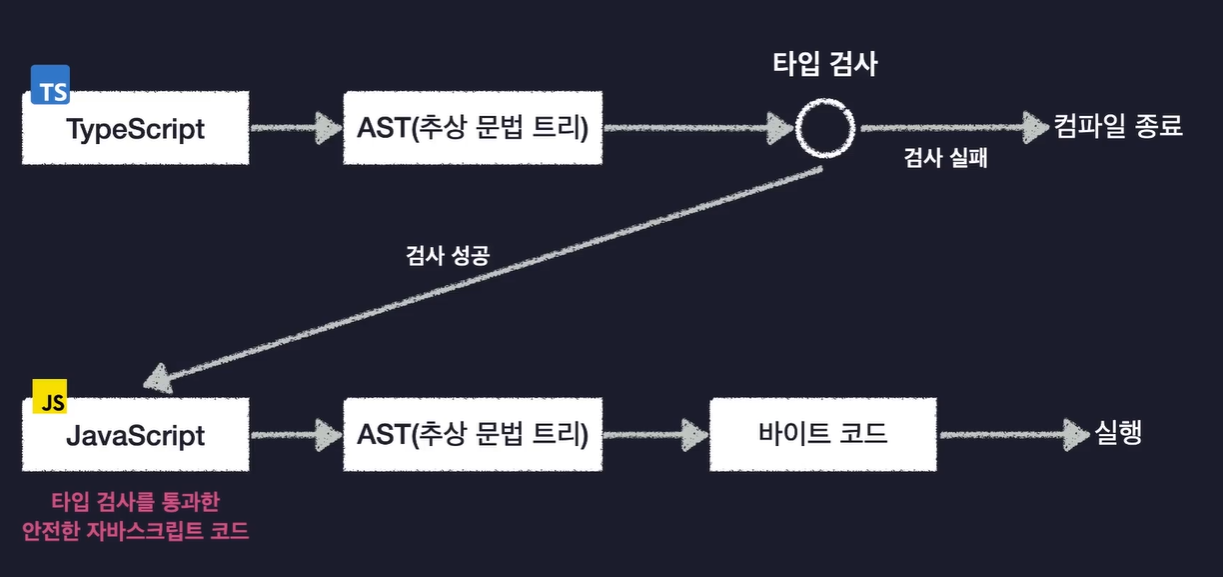 타입 검사
TS
TypeScript
AST(추상 문법 트리)
컴파일 종료
검사 실패
검사 성공
JS
JavaScript
AST(추상 문법 트리)
바이트 코드
실행
타입 검사를 통과한
안전한 자바스크립트 코드